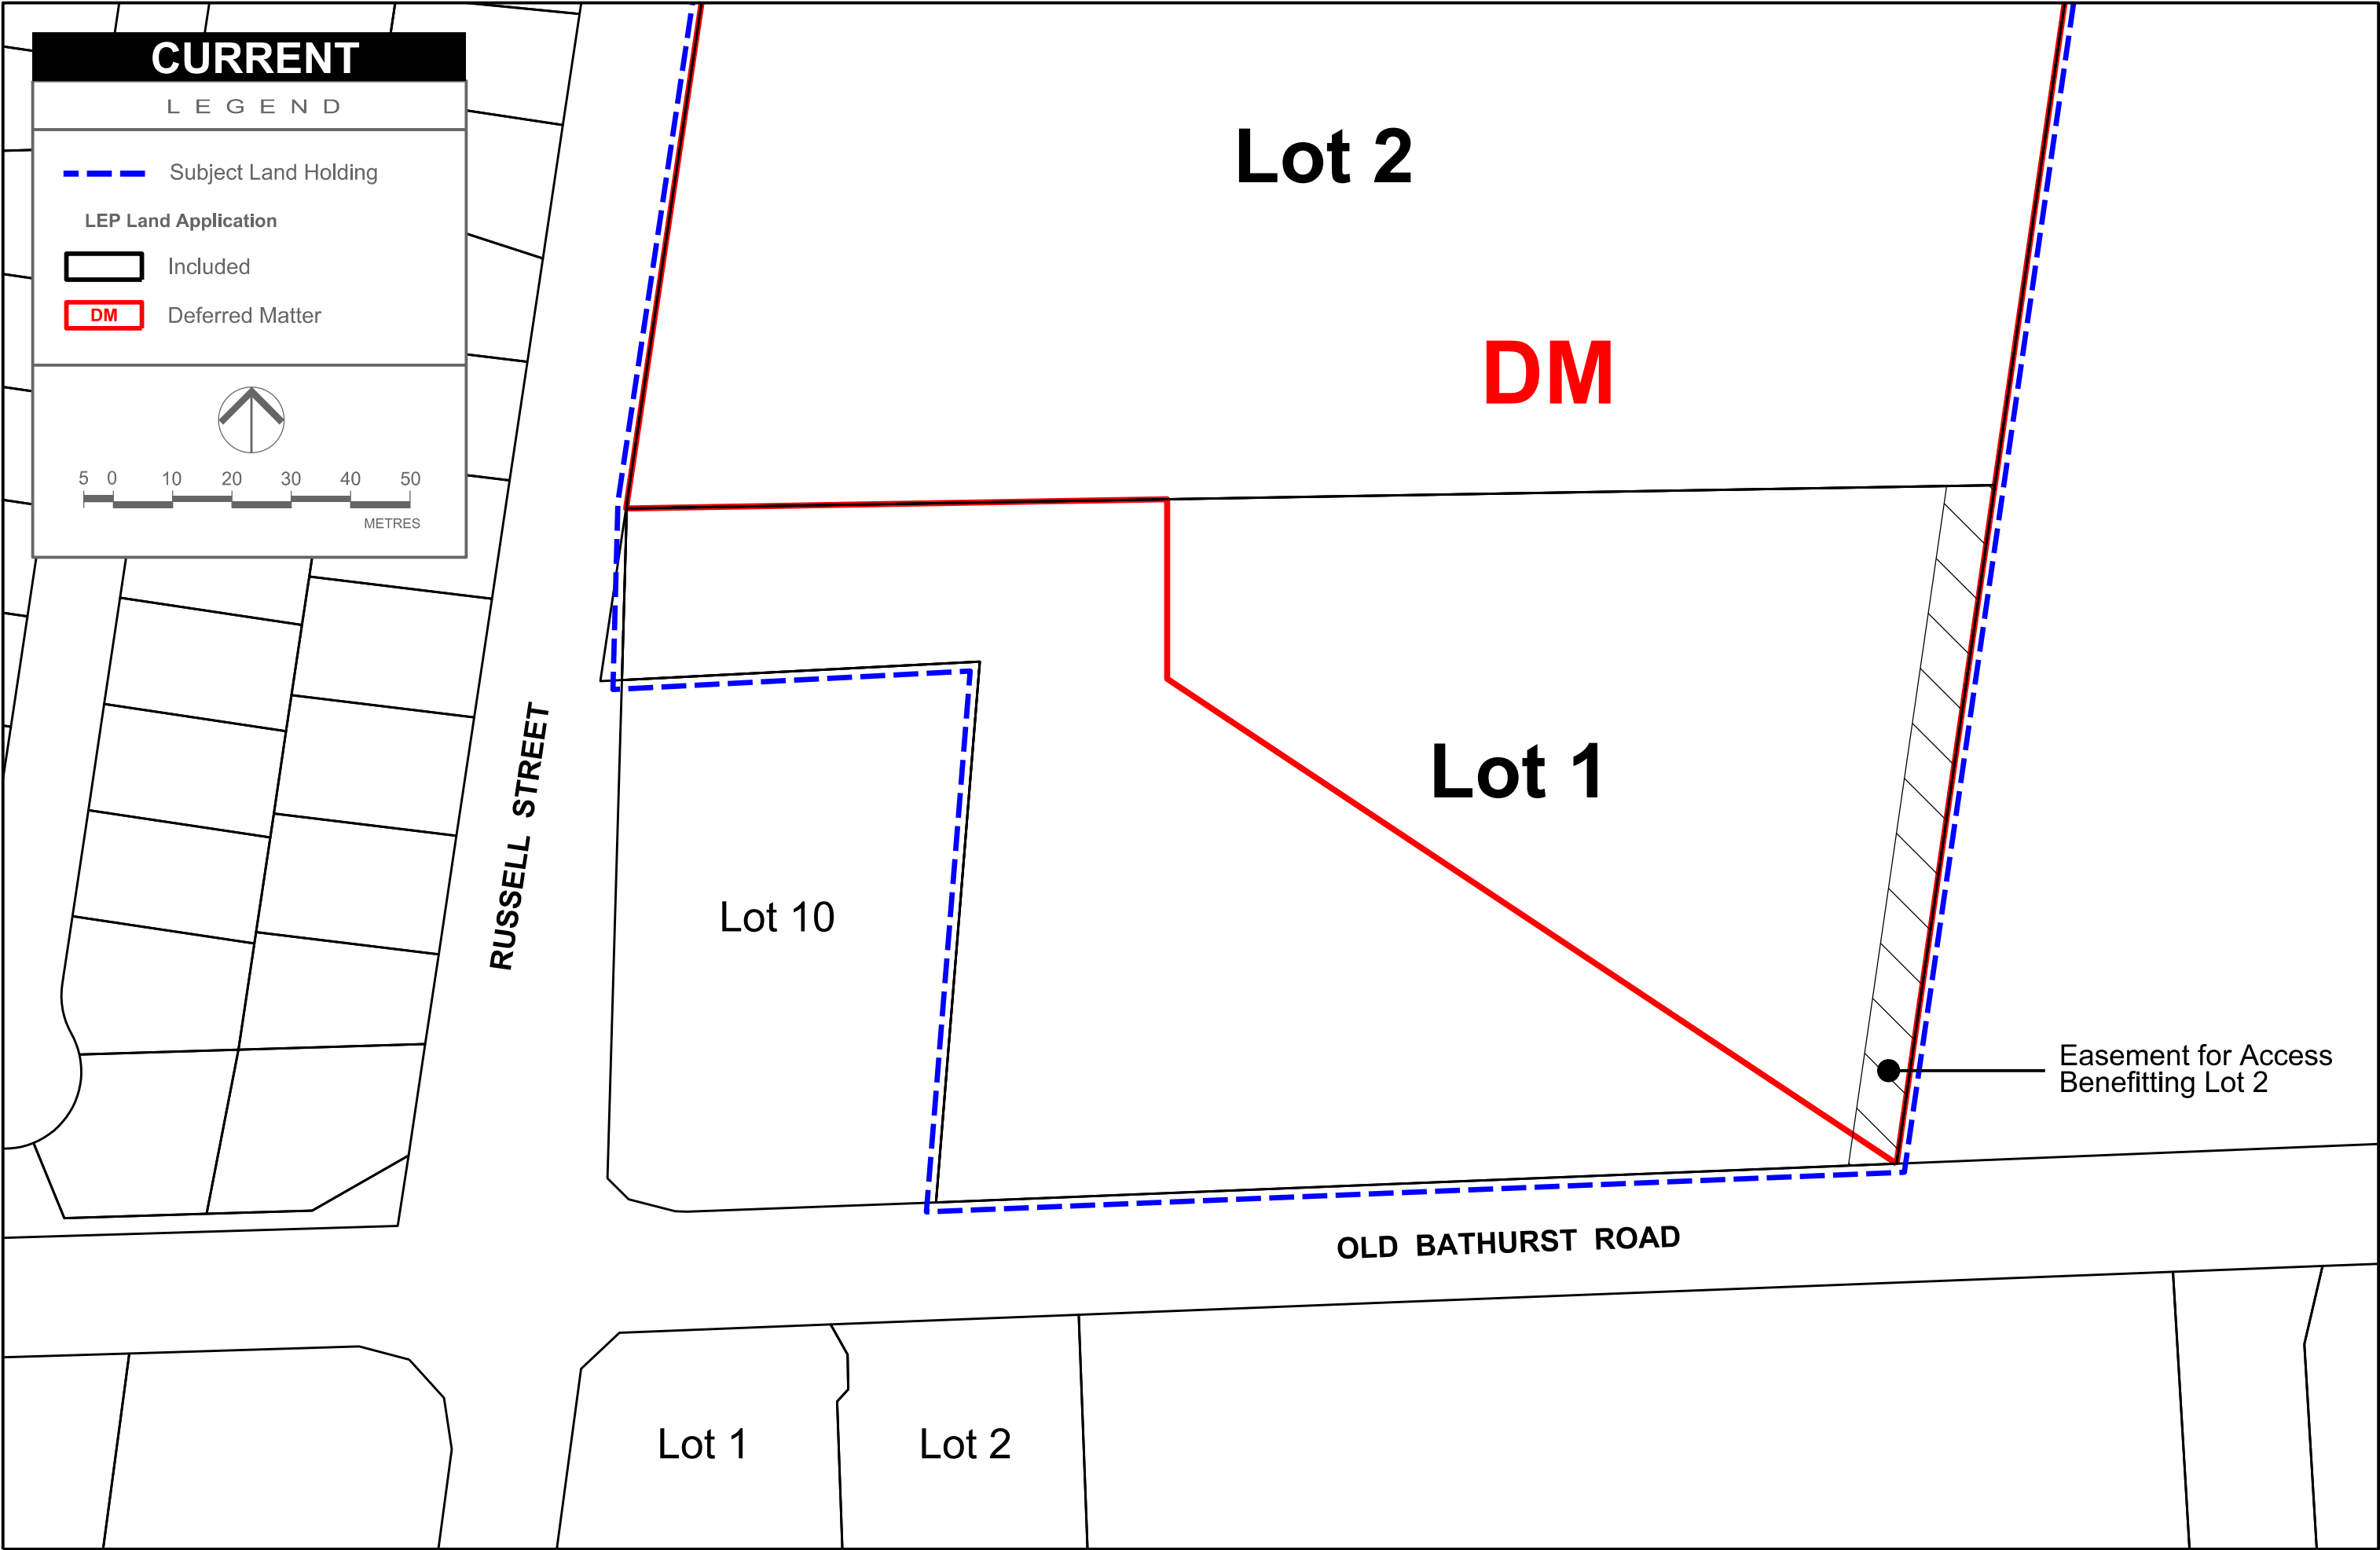 CURRENT
LEGEND
Subject Land Holding
LEP Land Application
Included
DM Deferred Matter
5 0 10 20 30 40 50
METRES
Lot 2
DM
Lot 1
Lot 10
RUSSELL STREET
Easement for Access
Benefitting Lot 2
OLD BATHURST ROAD
Lot 1
Lot 2